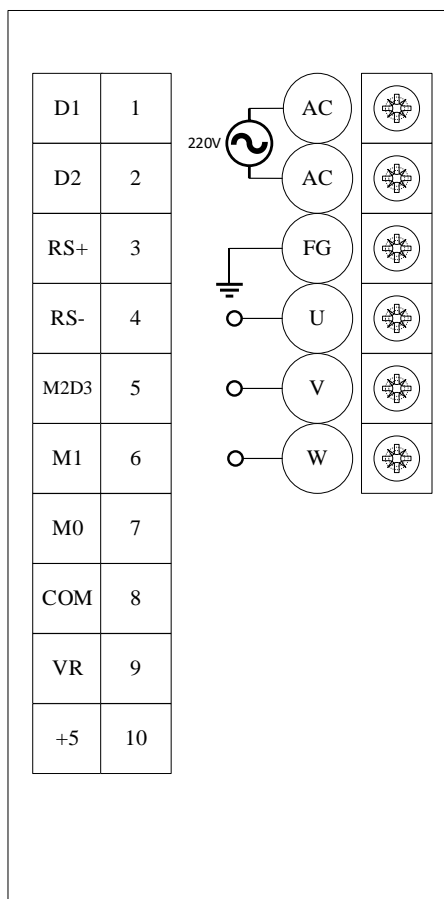 D1 1
D2 2
RS+ 3
RS- 4
M2D3 5
M1 6
M0 7
COM 8
VR 9
+5 10
220V
AC
AC
FG
U
V
W